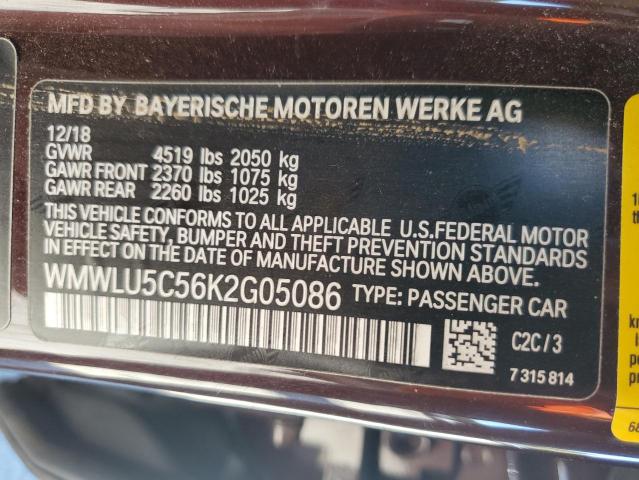 MFD BY BAYERISCHE MOTOREN WERKE AG
12/18
GVWR 4519 lbs 2050 kg
GAWR FRONT 2370 lbs 1075 kg
GAWR REAR 2260 lbs 1025 kg
THIS VEHICLE CONFORMS TO ALL APPLICABLE U.S.FEDERAL MOTOR
VEHICLE SAFETY, BUMPER AND THEFT PREVENTION STANDARDS
IN EFFECT ON THE DATE OF MANUFACTURE SHOWN ABOVE.
WMWLU5C56K2G05086 TYPE: PASSENGER CAR
C2C / 3
7 315 814